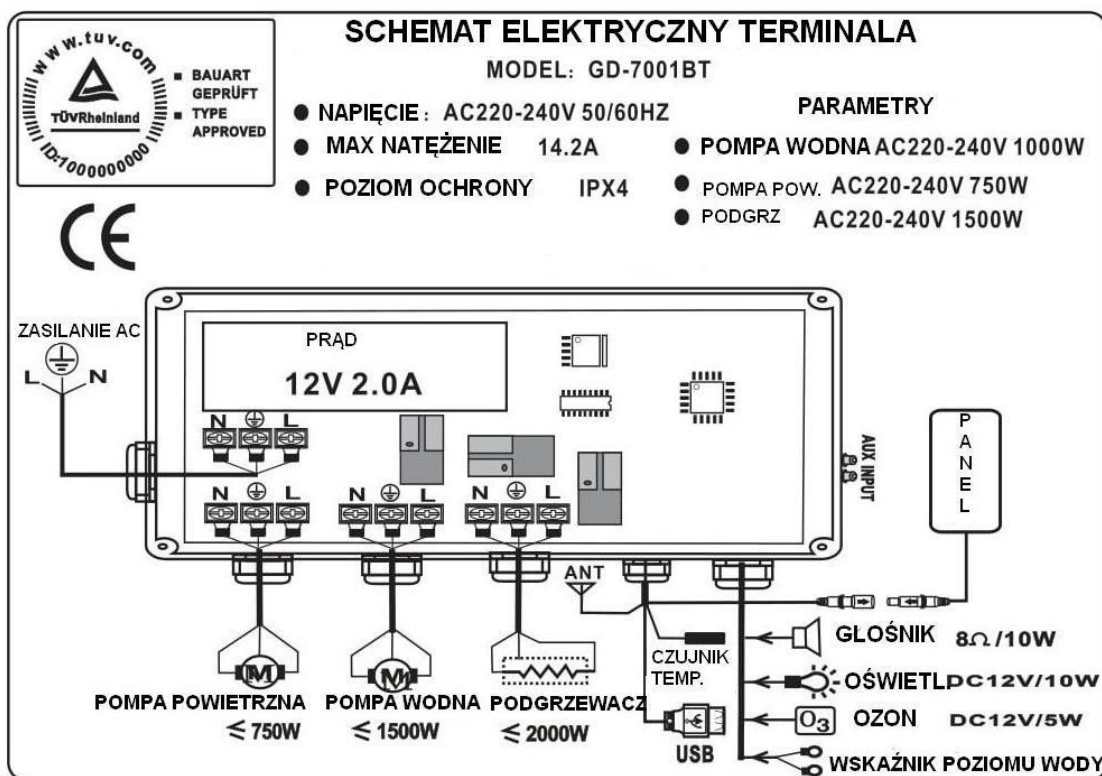 SCHEMAT ELEKTRYCZNY TERMINALA
MODEL: GD-7001BT
www.tuv.com
TÜVRheinland
ID:1000000000
■ BAUART
GEPRÜFT
■ TYPE
APPROVED
● NAPIĘCIE : AC220-240V 50/60HZ
● MAX NATĘŻENIE 14.2A
● POZIOM OCHRONY IPX4
PARAMETRY
● POMPA WODNA AC220-240V 1000W
● POMPA POW. AC220-240V 750W
● PODGRZ AC220-240V 1500W
CE
ZASILANIE AC
L N
PRĄD
12V 2.0A
N L
N L
N L
N L
AUX INPUT
PANEL
ANT
POMPA POWIETRZNA
≤ 750W
M
POMPA WODNA
≤ 1500W
M
PODGRZEWACZ
≤ 2000W
CZUJNIK
TEMP.
USB
GŁOŚNIK 8Ω/10W
OŚWIETL DC12V/10W
O3 OZON DC12V/5W
WSKAŹNIK POZIOMU WODY